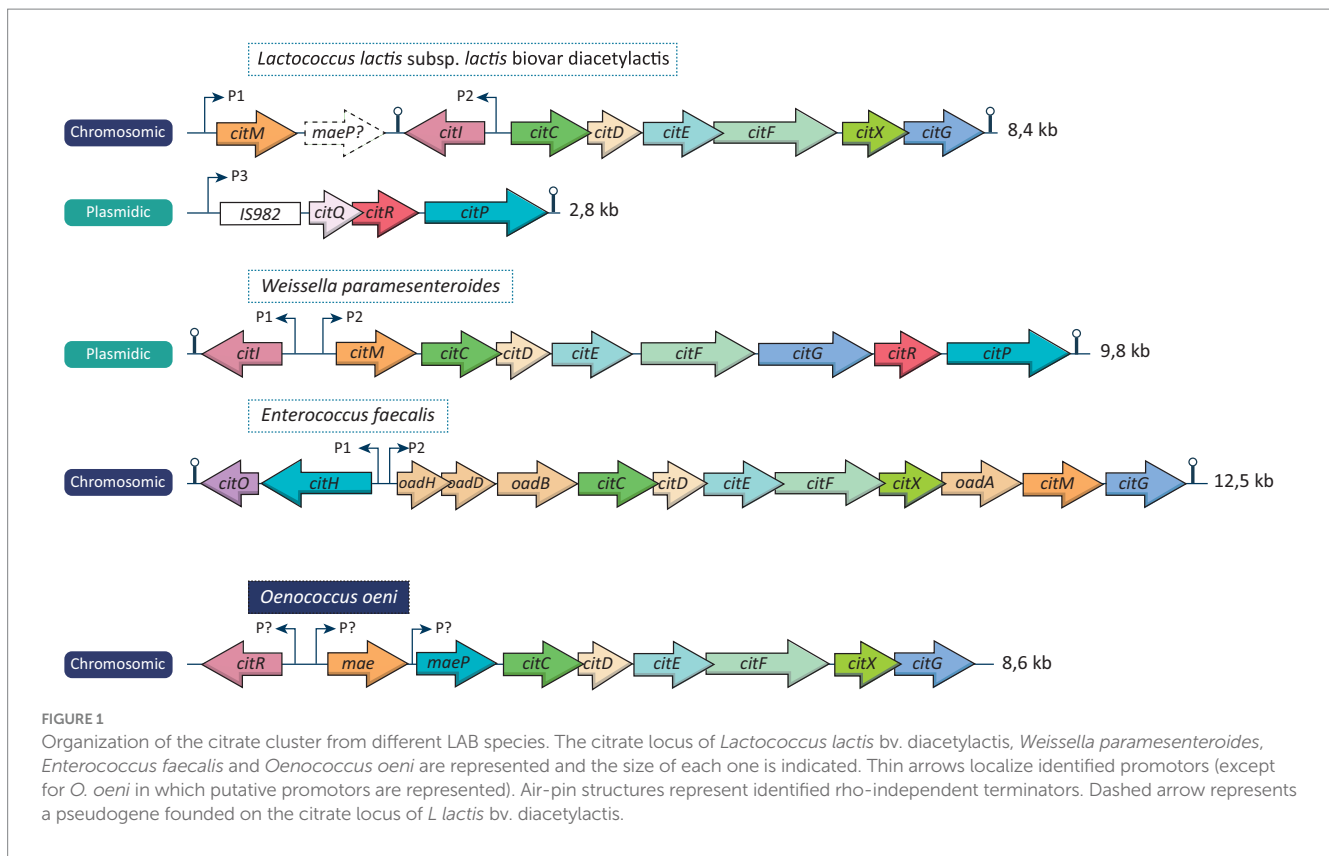 Lactococcus lactis subsp. lactis biovar diacetylactis
P1 P2
Chromosomic citM maeP? citI citC citD citE citF citX citG 8,4 kb
P3
Plasmidic IS982 citQ citR citP 2,8 kb
Weissella paramesenteroides
P1 P2
Plasmidic citI citM citC citD citE citF citG citR citP 9,8 kb
Enterococcus faecalis
P1 P2
Chromosomic citO citH oadH oadD oadB citC citD citE citF citX oadA citM citG 12,5 kb
Oenococcus oeni
P? P? P?
Chromosomic citR mae maeP citC citD citE citF citX citG 8,6 kb
FIGURE 1
Organization of the citrate cluster from different LAB species. The citrate locus of Lactococcus lactis bv. diacetylactis, Weissella paramesenteroides,
Enterococcus faecalis and Oenococcus oeni are represented and the size of each one is indicated. Thin arrows localize identified promotors (except
for O. oeni in which putative promotors are represented). Air-pin structures represent identified rho-independent terminators. Dashed arrow represents
a pseudogene founded on the citrate locus of L lactis bv. diacetylactis.